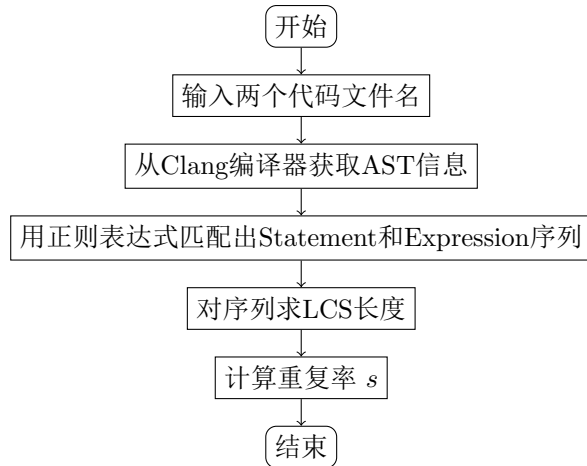 开始
输入两个代码文件名
从Clang编译器获取AST信息
用正则表达式匹配出Statement和Expression序列
对序列求LCS长度
计算重复率 s
结束